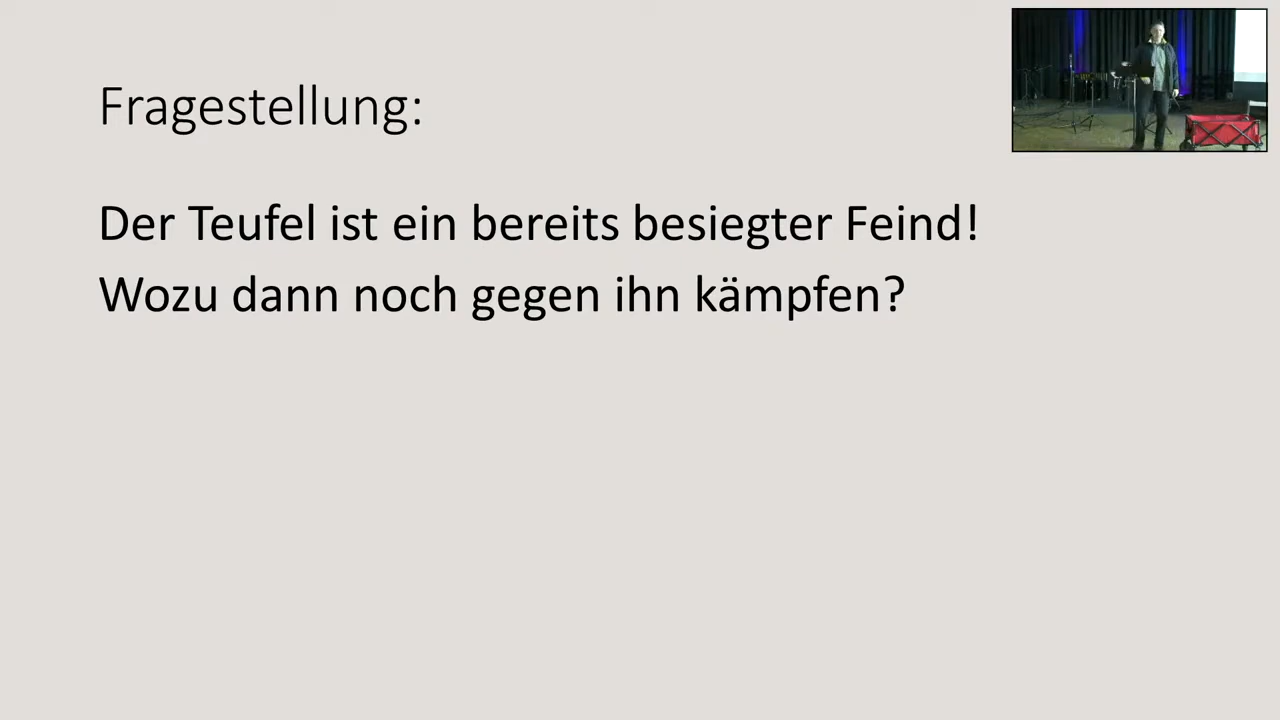 Fragestellung:
Der Teufel ist ein bereits besiegter Feind!
Wozu dann noch gegen ihn kämpfen?